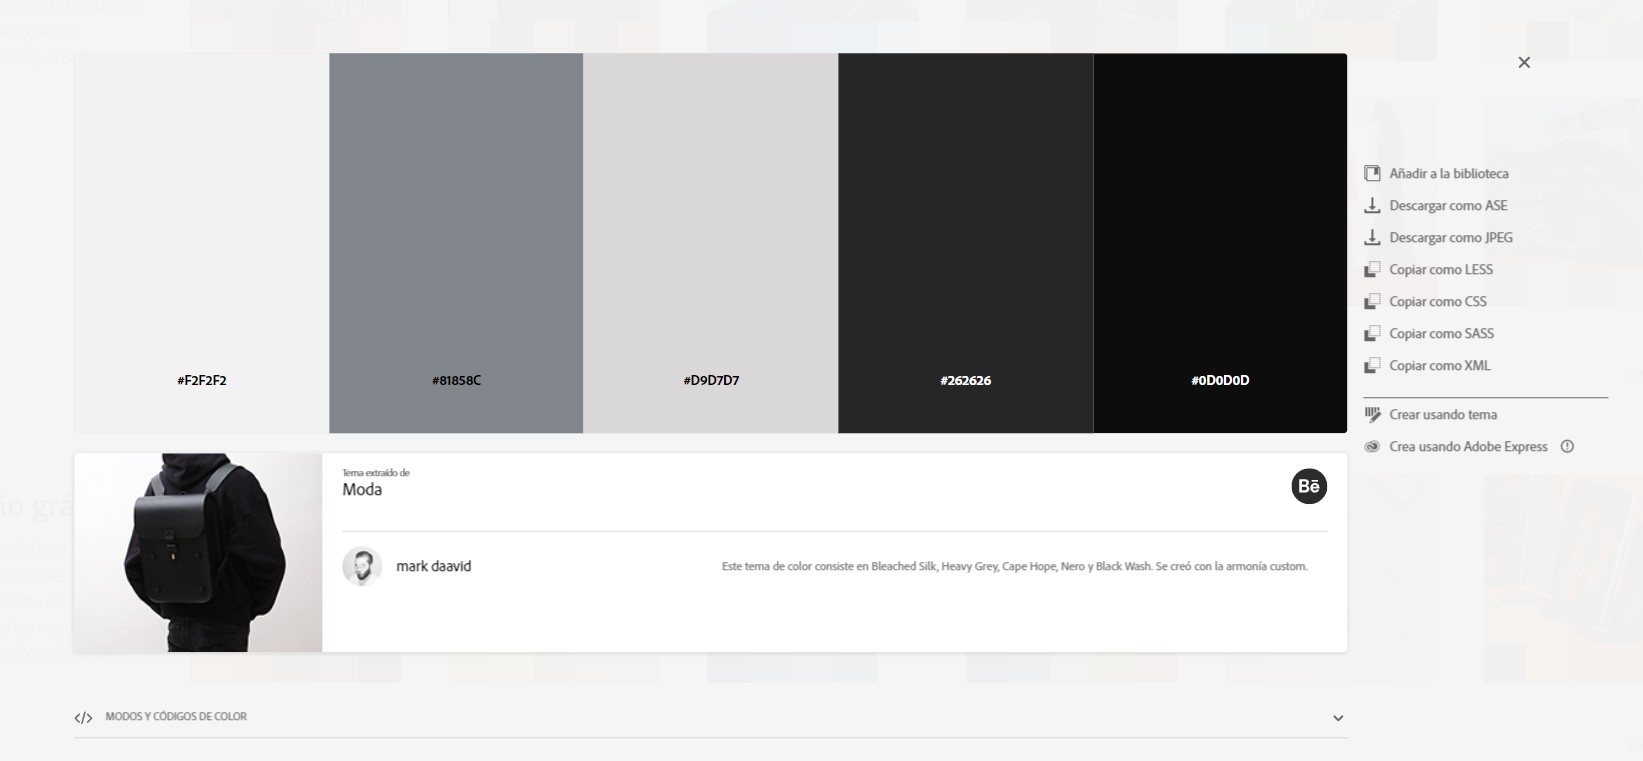 #F2F2F2
#81858C
#D9D7D7
#262626
#0D0D0D
Añadir a la biblioteca
Descargar como ASE
Descargar como JPEG
Copiar como LESS
Copiar como CSS
Copiar como SASS
Copiar como XML
Crear usando tema
Crea usando Adobe Express
Tema extraído de
Moda
Bē
mark daavid
Este tema de color consiste en Bleached Silk, Heavy Grey, Cape Hope, Nero y Black Wash. Se creó con la armonía custom.
</> MODOS Y CÓDIGOS DE COLOR